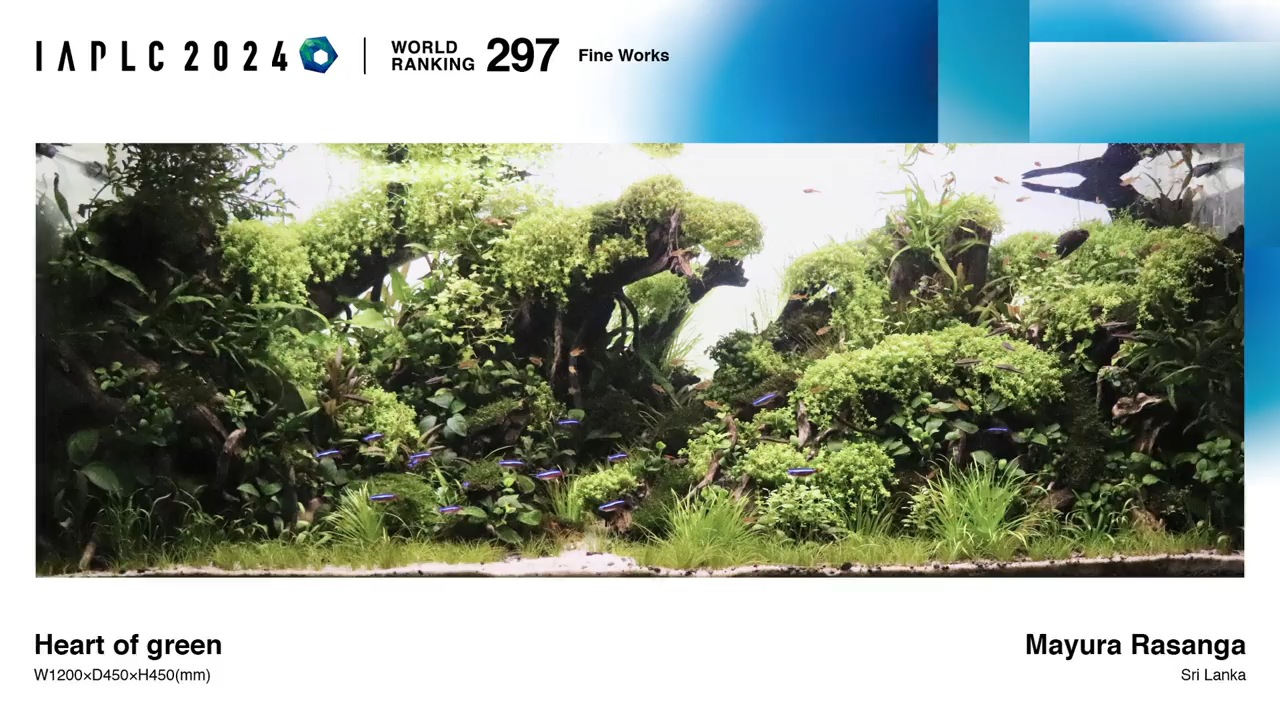 IAPLC 2024
WORLD RANKING 297 Fine Works
Heart of green
W1200×D450×H450(mm)
Mayura Rasanga
Sri Lanka